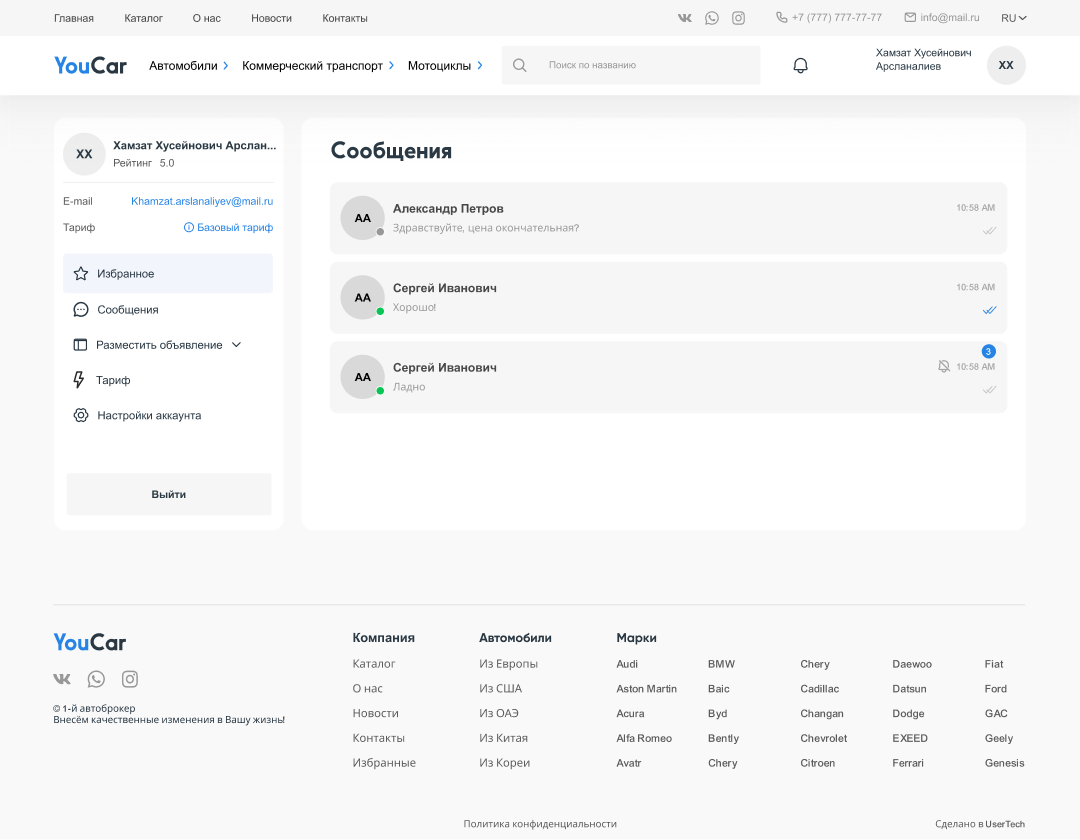 Главная Каталог О нас Новости Контакты +7 (777) 777-77-77 info@mail.ru RU
YouCar Автомобили Коммерческий транспорт Мотоциклы Поиск по названию Хамзат Хусейнович
Арсланалиев
XX
XX
Хамзат Хусейнович Арслан...
Рейтинг 5.0
E-mail Khamzat.arslanaliyev@mail.ru
Тариф Базовый тариф
Избранное
Сообщения
Разместить объявление
Тариф
Настройки аккаунта
Выйти
Сообщения
AA
Александр Петров 10:58 AM
Здравствуйте, цена окончательная?
AA
Сергей Иванович 10:58 AM
Хорошо!
AA
3
Сергей Иванович 10:58 AM
Ладно
YouCar
© 1-й автоброкер
Внесём качественные изменения в Вашу жизнь!
Компания
Каталог
О нас
Новости
Контакты
Избранные
Автомобили
Из Европы
Из США
Из ОАЭ
Из Китая
Из Кореи
Марки
Audi BMW Chery Daewoo Fiat
Aston Martin Baic Cadillac Datsun Ford
Acura Byd Changan Dodge GAC
Alfa Romeo Bently Chevrolet EXEED Geely
Avatr Chery Citroen Ferrari Genesis
Политика конфиденциальности Сделано в UserTech